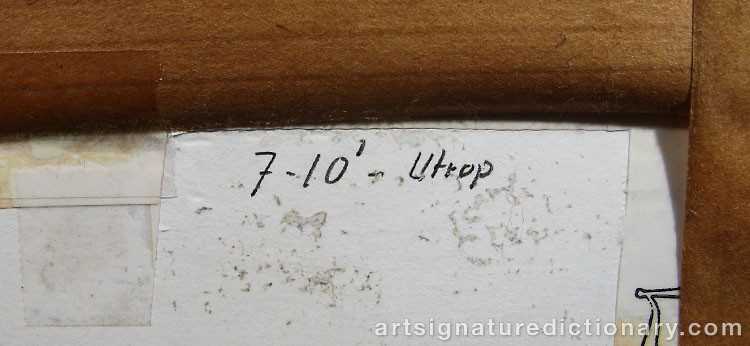 7-10' - Utrop
artsignaturedictionary.com